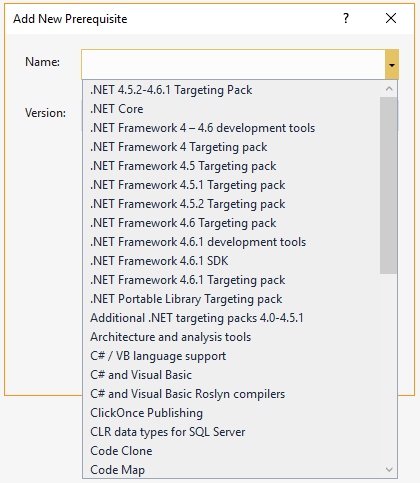 Add New Prerequisite
?
Name:
Version:
.NET 4.5.2-4.6.1 Targeting Pack
.NET Core
.NET Framework 4 – 4.6 development tools
.NET Framework 4 Targeting pack
.NET Framework 4.5 Targeting pack
.NET Framework 4.5.1 Targeting pack
.NET Framework 4.5.2 Targeting pack
.NET Framework 4.6 Targeting pack
.NET Framework 4.6.1 development tools
.NET Framework 4.6.1 SDK
.NET Framework 4.6.1 Targeting pack
.NET Portable Library Targeting pack
Additional .NET targeting packs 4.0-4.5.1
Architecture and analysis tools
C# / VB language support
C# and Visual Basic
C# and Visual Basic Roslyn compilers
ClickOnce Publishing
CLR data types for SQL Server
Code Clone
Code Map